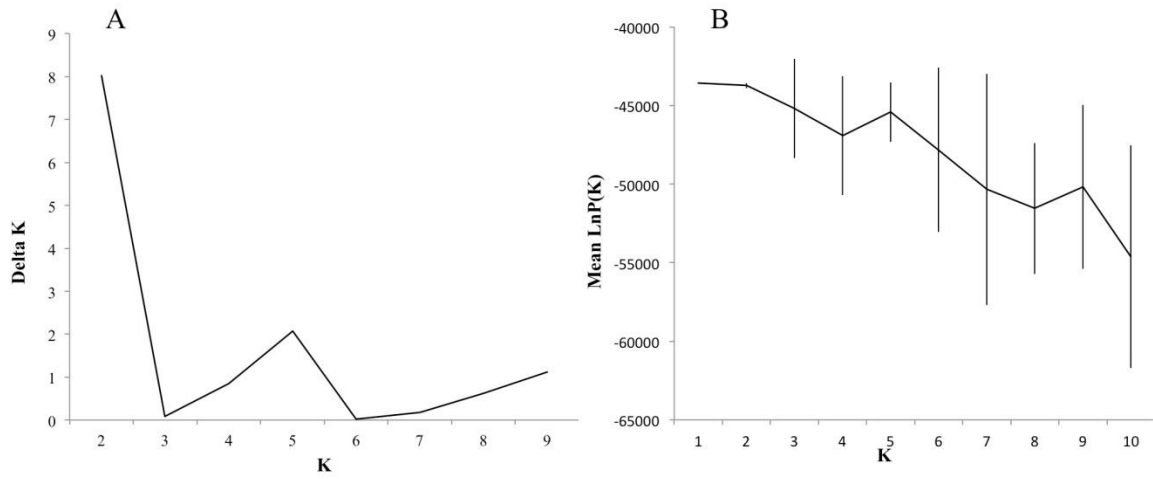 A
Delta K
9
8
7
6
5
4
3
2
1
0
2 3 4 5 6 7 8 9
K
B
Mean LnP(K)
-40000
-45000
-50000
-55000
-60000
-65000
1 2 3 4 5 6 7 8 9 10
K